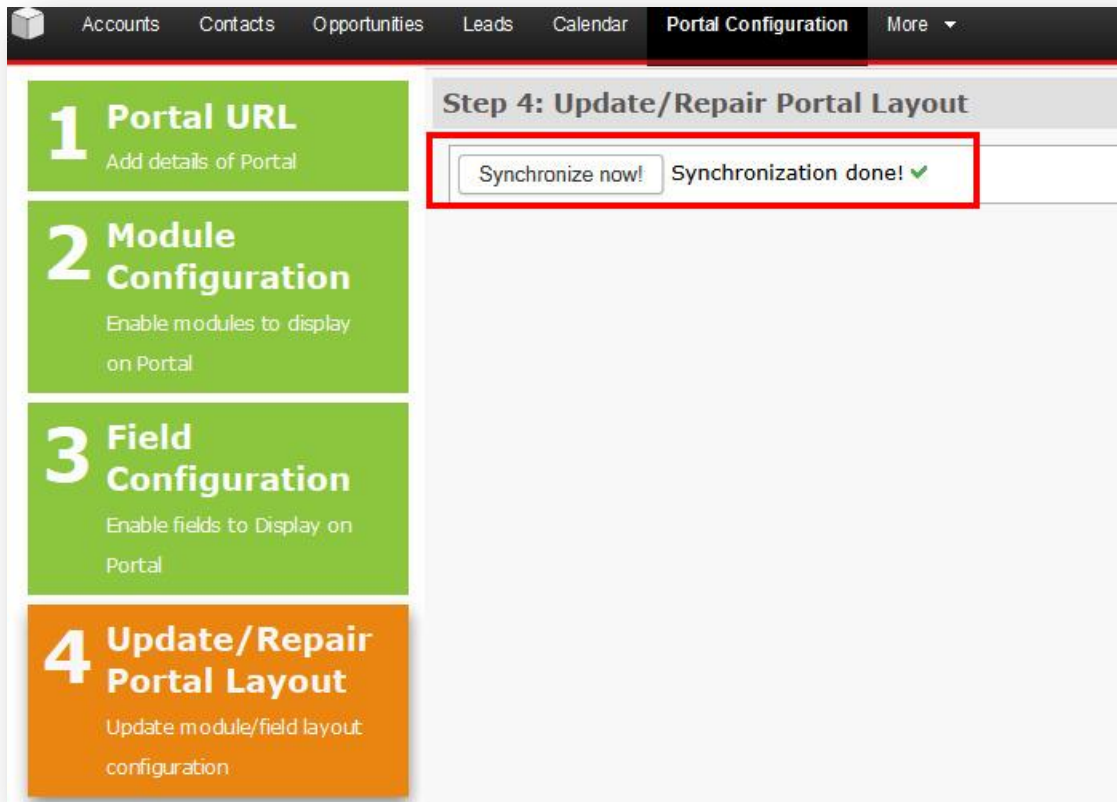 Accounts Contacts Opportunities Leads Calendar Portal Configuration More
1 Portal URL
Add details of Portal
2 Module
Configuration
Enable modules to display
on Portal
3 Field
Configuration
Enable fields to Display on
Portal
4 Update/Repair
Portal Layout
Update module/field layout
configuration
Step 4: Update/Repair Portal Layout
Synchronize now! Synchronization done!